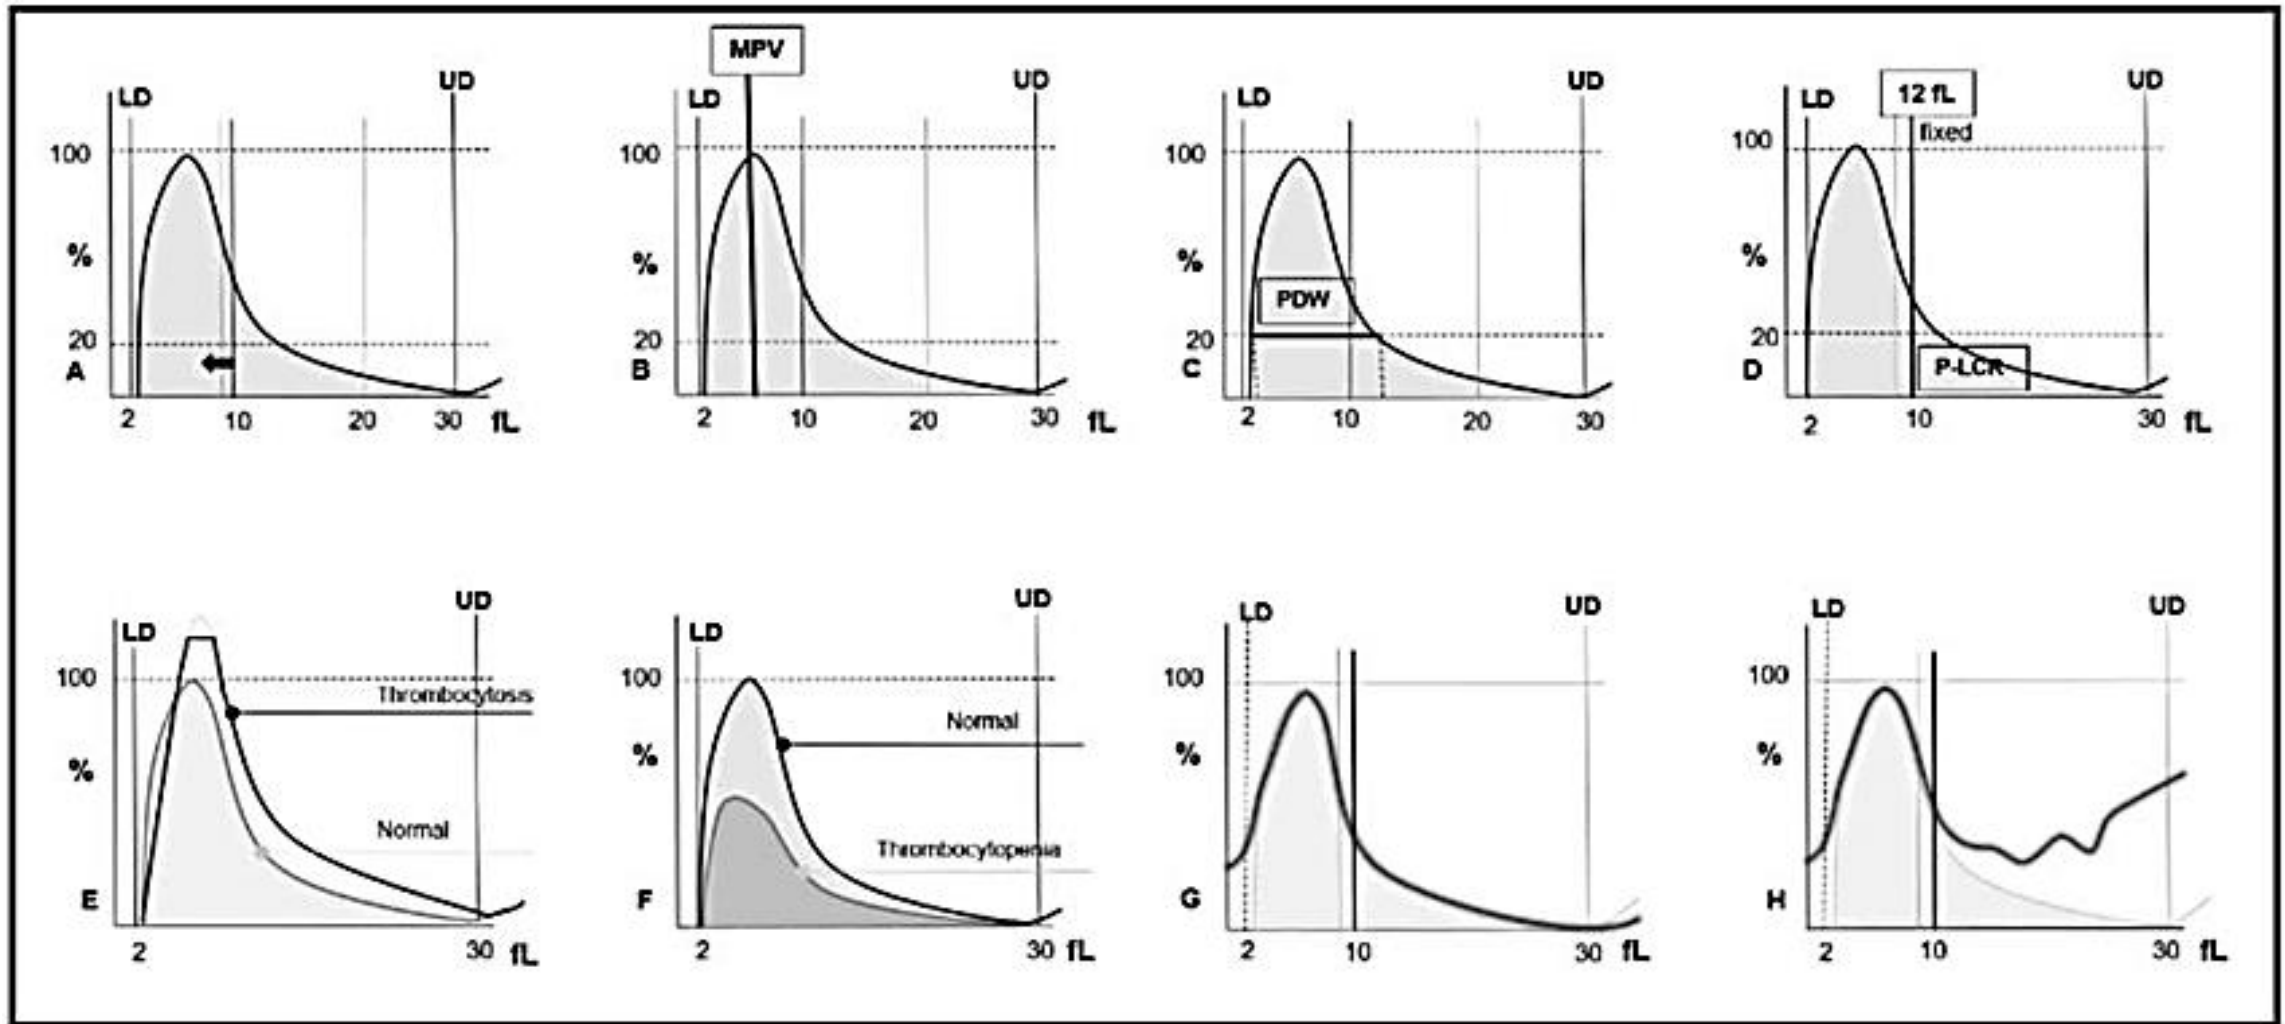 MPV
LD
UD
100
%
20
A
2
10
20
30
fL
LD
UD
100
%
20
B
2
10
20
30
fL
LD
UD
100
%
PDW
20
C
2
10
20
30
LD
12 fL
fixed
UD
100
%
20
P-LCR
D
2
10
30
fL
LD
UD
100
Thrombocytosis
%
Normal
E
2
30
fL
LD
UD
100
Normal
%
Thrombocytopenia
F
2
30
fL
LD
UD
100
%
G
2
10
30
fL
LD
UD
100
%
H
2
10
30
fL